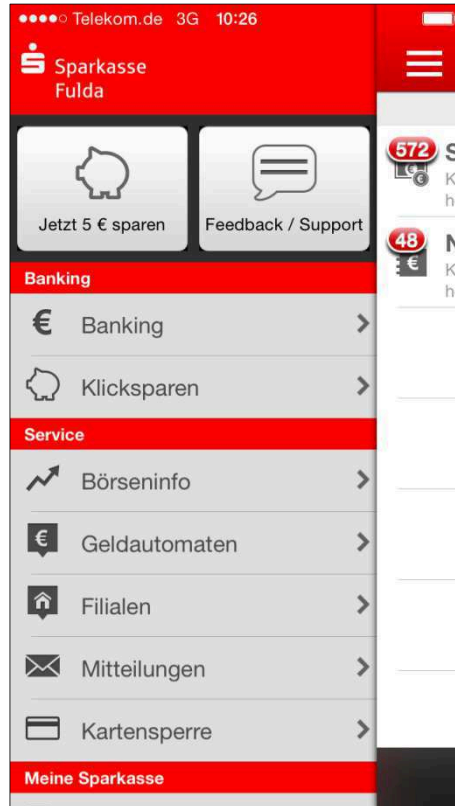 Telekom.de 3G 10:26
Sparkasse
Fulda
Jetzt 5 € sparen
Feedback / Support
Banking
€ Banking
Klicksparen
Service
Börseninfo
€ Geldautomaten
Filialen
Mitteilungen
Kartensperre
Meine Sparkasse
572
S
€
K
h
48
N
€
K
h